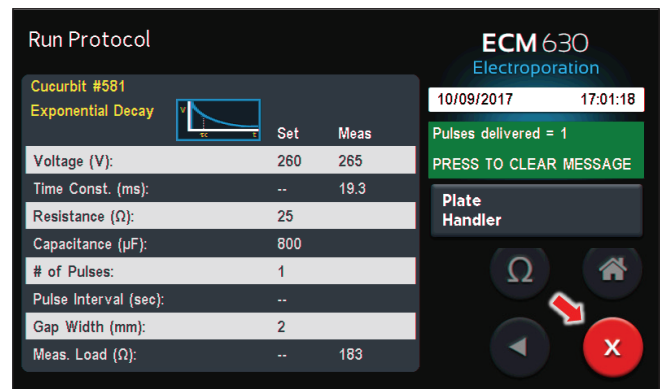 Run Protocol
ECM 630
Electroporation
Cucurbit #581
Exponential Decay
V
τc
t
Set Meas
Voltage (V): 260 265
Time Const. (ms): -- 19.3
Resistance (Ω): 25
Capacitance (µF): 800
# of Pulses: 1
Pulse Interval (sec): --
Gap Width (mm): 2
Meas. Load (Ω): -- 183
10/09/2017 17:01:18
Pulses delivered = 1
PRESS TO CLEAR MESSAGE
Plate
Handler
Ω
X